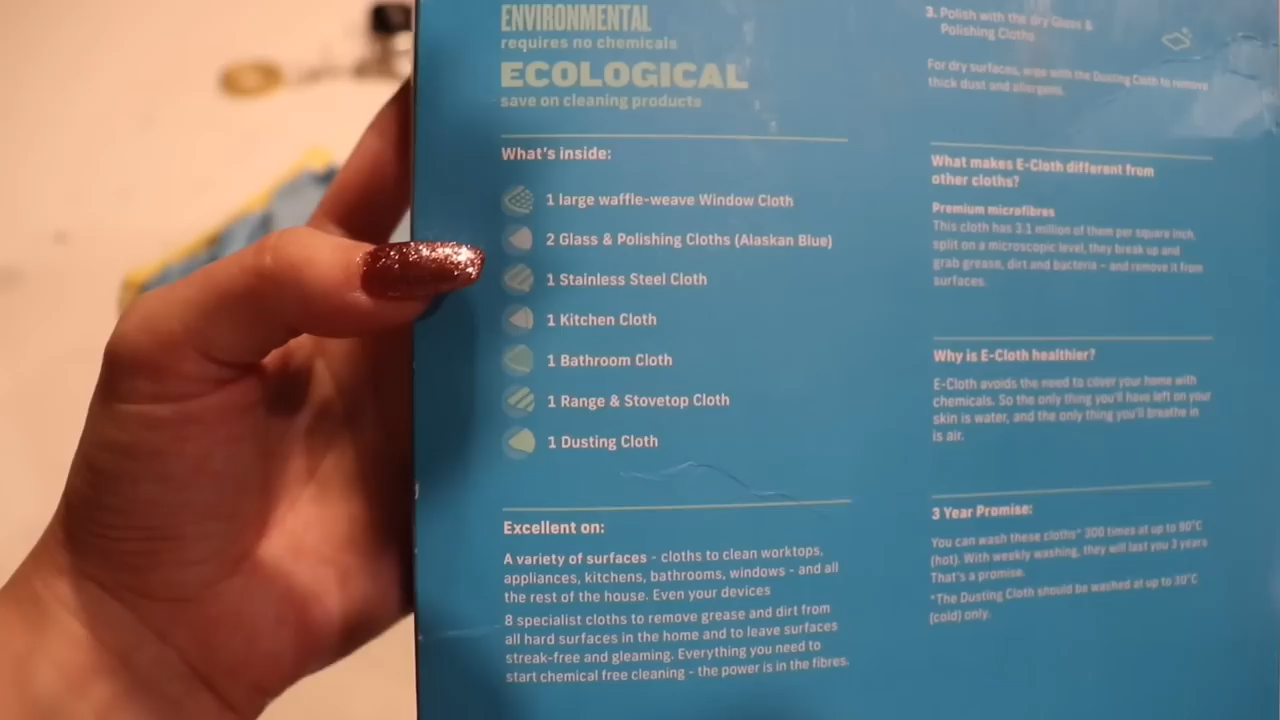 ENVIRONMENTAL
requires no chemicals
ECOLOGICAL
save on cleaning products
What's inside:
1 large waffle-weave Window Cloth
2 Glass & Polishing Cloths (Alaskan Blue)
1 Stainless Steel Cloth
1 Kitchen Cloth
1 Bathroom Cloth
1 Range & Stovetop Cloth
1 Dusting Cloth
Excellent on:
A variety of surfaces - cloths to clean worktops,
appliances, kitchens, bathrooms, windows - and all
the rest of the house. Even your devices
8 specialist cloths to remove grease and dirt from
all hard surfaces in the home and to leave surfaces
streak-free and gleaming. Everything you need to
start chemical free cleaning - the power is in the fibres.
3. Polish with the dry Glass &
Polishing Cloths
For dry surfaces, wipe with the Dusting Cloth to remove
thick dust and allergens.
What makes E-Cloth different from
other cloths?
Premium microfibres
This cloth has 3.1 million of them per square inch,
split on a microscopic level, they break up and
grab grease, dirt and bacteria – and remove it from
surfaces.
Why is E-Cloth healthier?
E-Cloth avoids the need to cover your home with
chemicals. So the only thing you'll have left on your
skin is water, and the only thing you'll breathe in
is air.
3 Year Promise:
You can wash these cloths* 300 times at up to 90°C
(hot). With weekly washing, they will last you 3 years
That's a promise.
*The Dusting Cloth should be washed at up to 30°C
(cold) only.